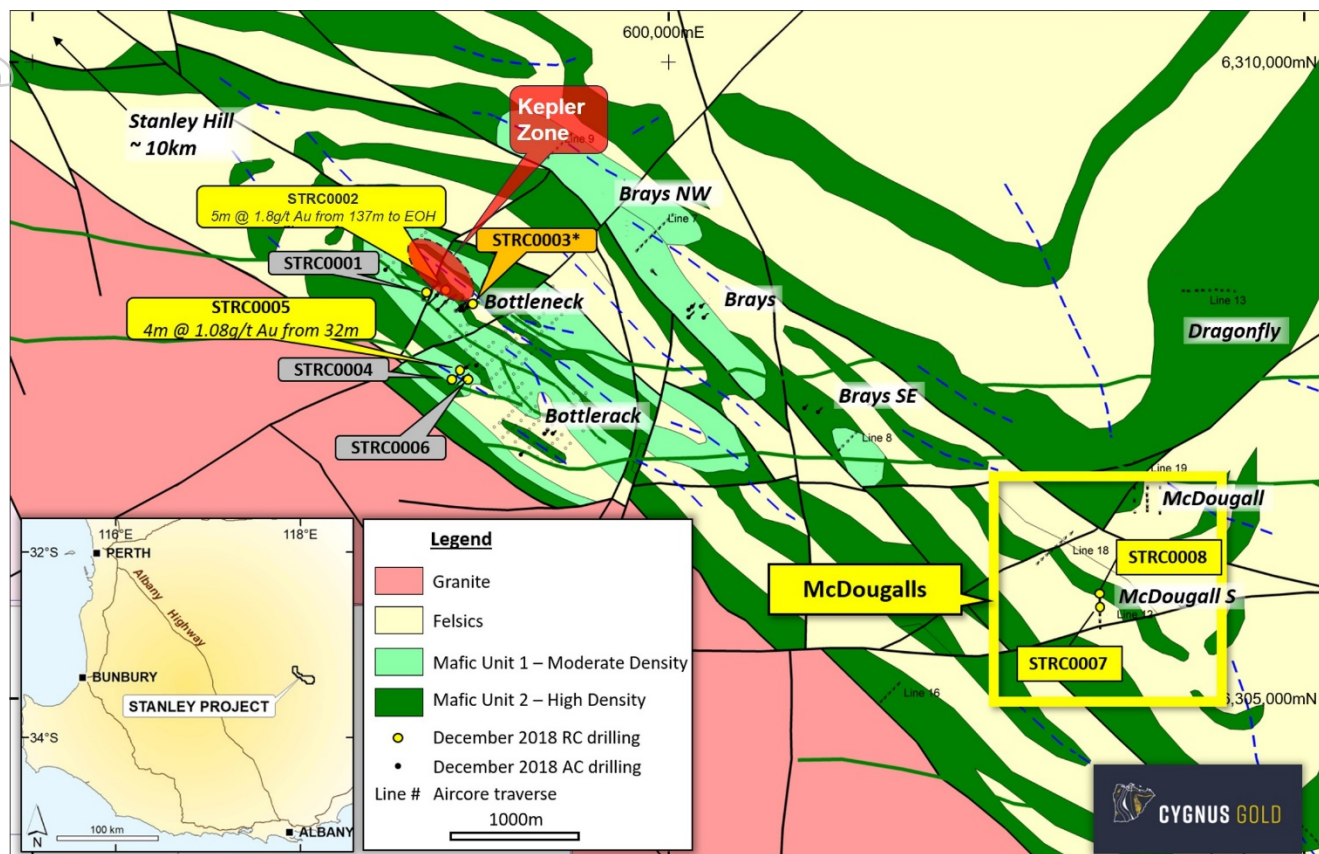 600,000mE
6,310,000mN
Stanley Hill
~ 10km
Kepler
Zone
Line 9
STRC0002
5m @ 1.8g/t Au from 137m to EOH
Brays NW
Line 7
STRC0003*
STRC0001
Bottleneck
Brays
Line 13
STRC0005
4m @ 1.08g/t Au from 32m
Dragonfly
STRC0004
Brays SE
Bottlerack
STRC0006
Line 8
Line 19
McDougall
Line 18
STRC0008
McDougalls
McDougall S
Line 12
STRC0007
Line 16
6,305,000mN
116°E
118°E
32°S
PERTH
Albany
Highway
BUNBURY
STANLEY PROJECT
34°S
100 km
N
ALBANY
Legend
Granite
Felsics
Mafic Unit 1 – Moderate Density
Mafic Unit 2 – High Density
December 2018 RC drilling
December 2018 AC drilling
Line # Aircore traverse
1000m
CYGNUS GOLD